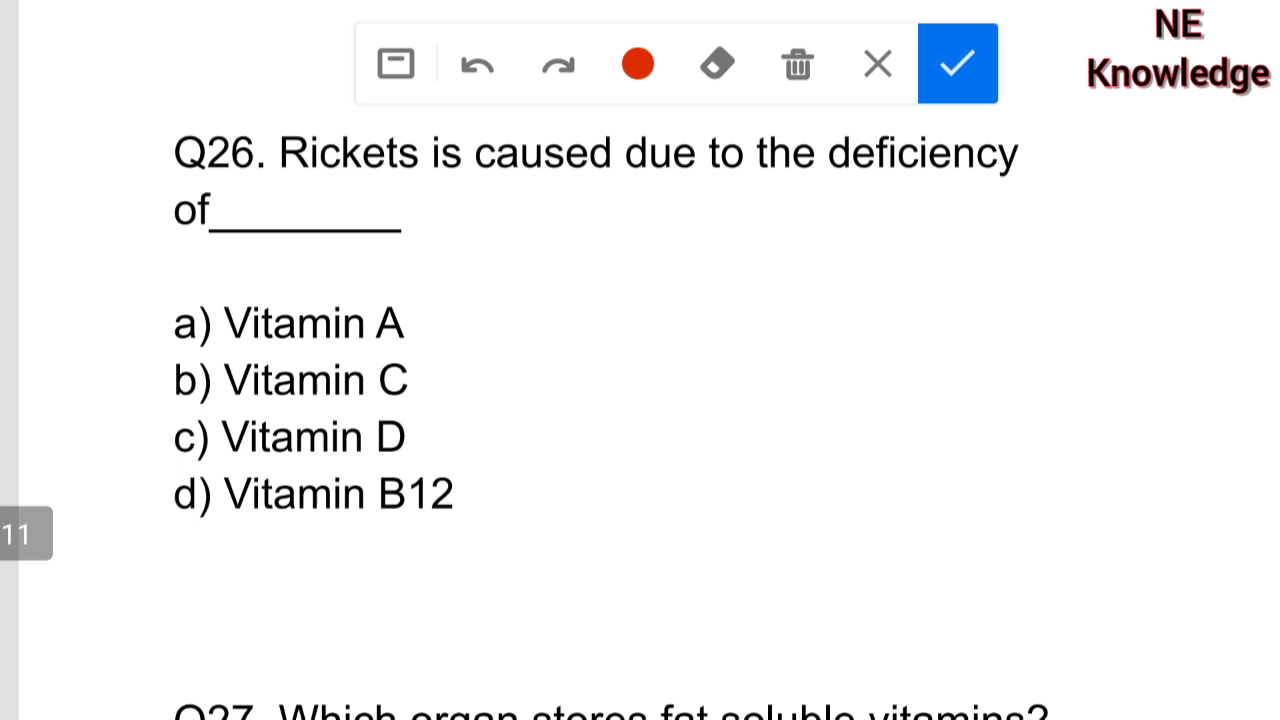 NE
Knowledge
Q26. Rickets is caused due to the deficiency
of________
a) Vitamin A
b) Vitamin C
c) Vitamin D
d) Vitamin B12
11
Q27. Which organ stores fat soluble vitamins?